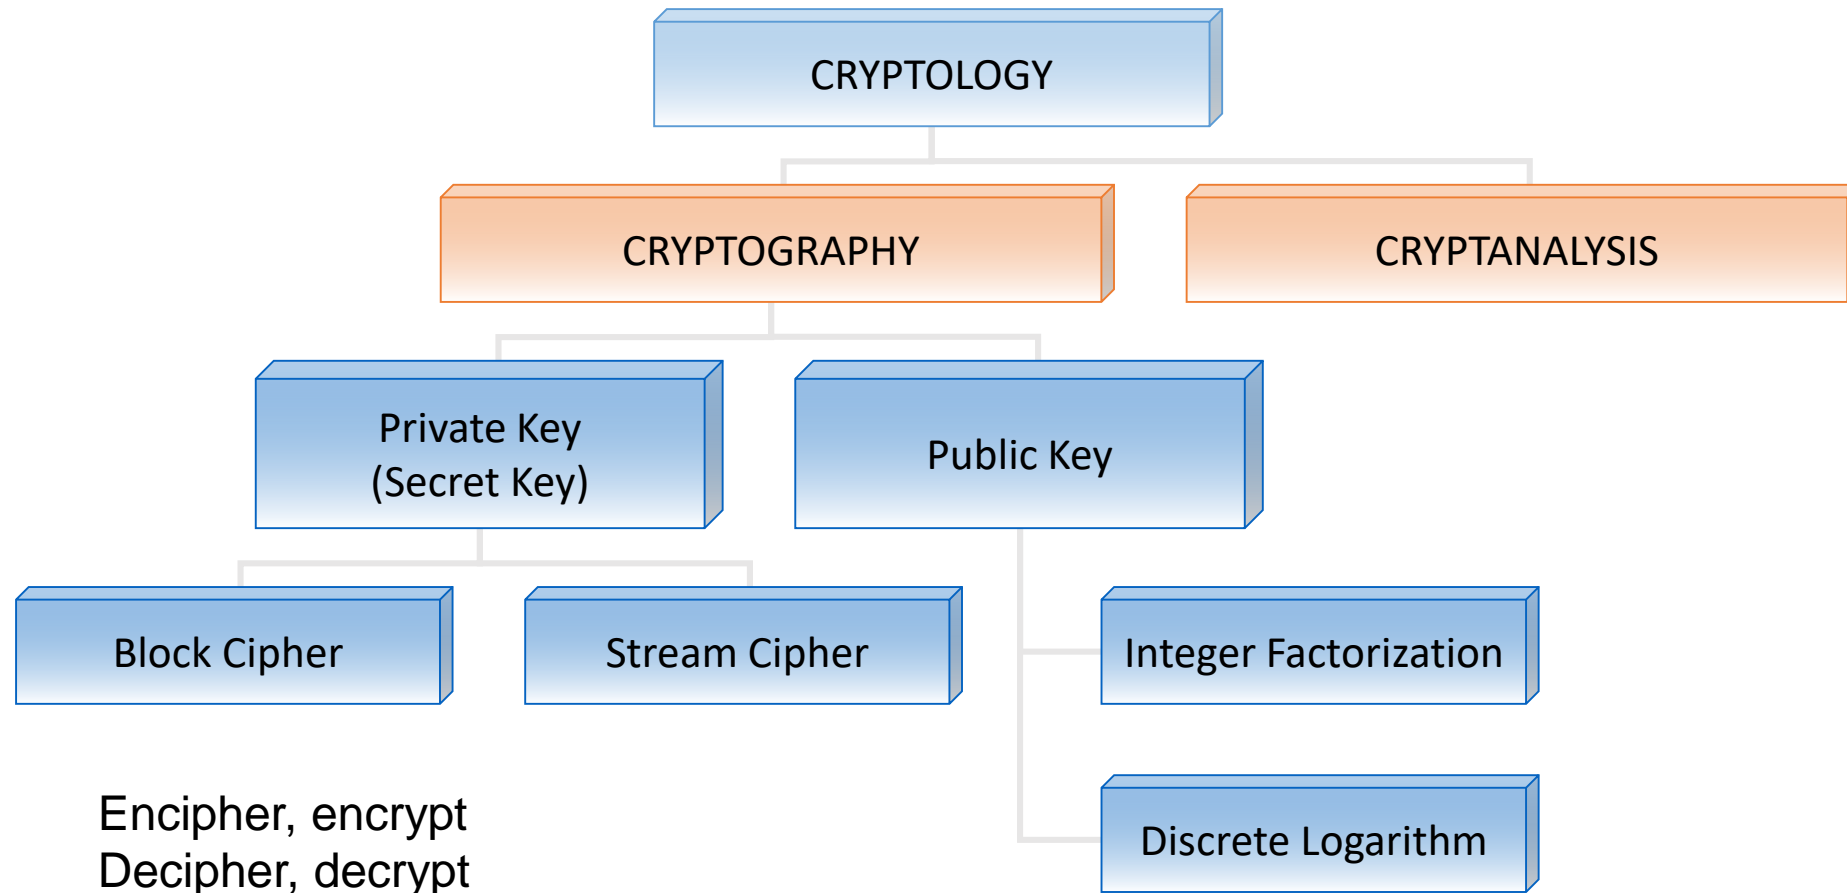 CRYPTOLOGY
CRYPTOGRAPHY
CRYPTANALYSIS
Private Key
(Secret Key)
Public Key
Block Cipher
Stream Cipher
Integer Factorization
Discrete Logarithm
Encipher, encrypt
Decipher, decrypt